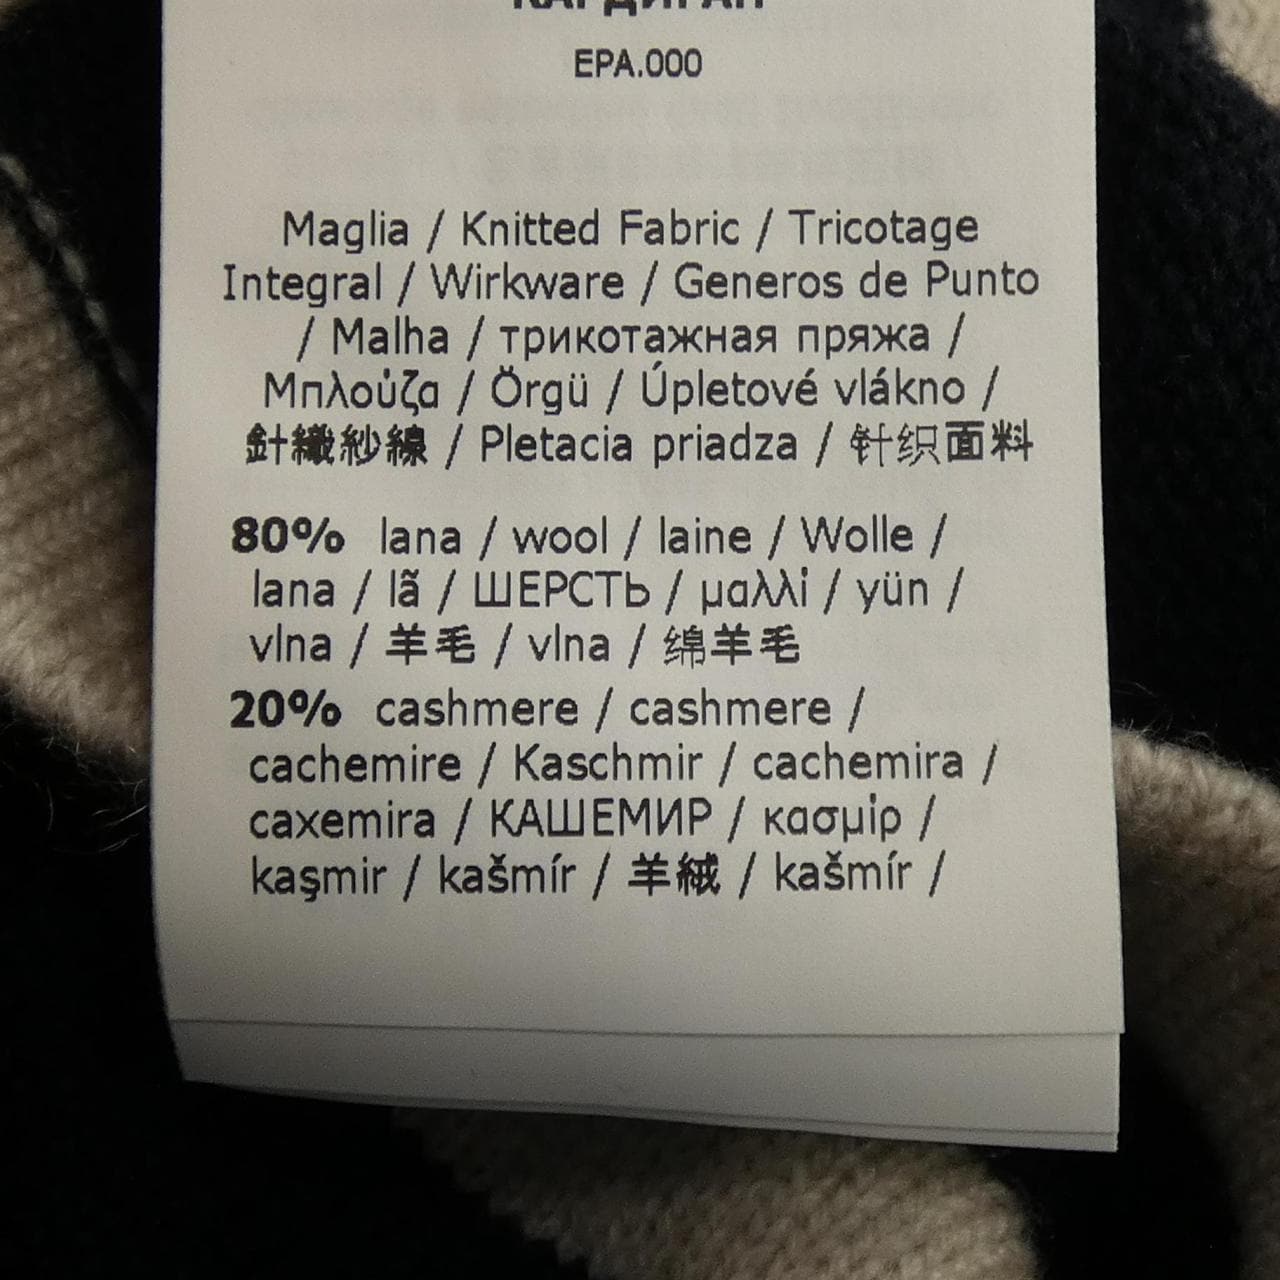 КАРДИГАН
EPA.000
Maglia / Knitted Fabric / Tricotage
Integral / Wirkware / Generos de Punto
/ Malha / трикотажная пряжа /
Μπλούζα / Örgü / Úpletové vlákno /
針織紗線 / Pletacia priadza / 针织面料
80% lana / wool / laine / Wolle /
lana / lã / ШЕРСТЬ / μαλλί / yün /
vlna / 羊毛 / vlna / 绵羊毛
20% cashmere / cashmere /
cachemire / Kaschmir / cachemira /
caxemira / КАШЕМИР / κασμίρ /
kaşmir / kašmír / 羊絨 / kašmír /